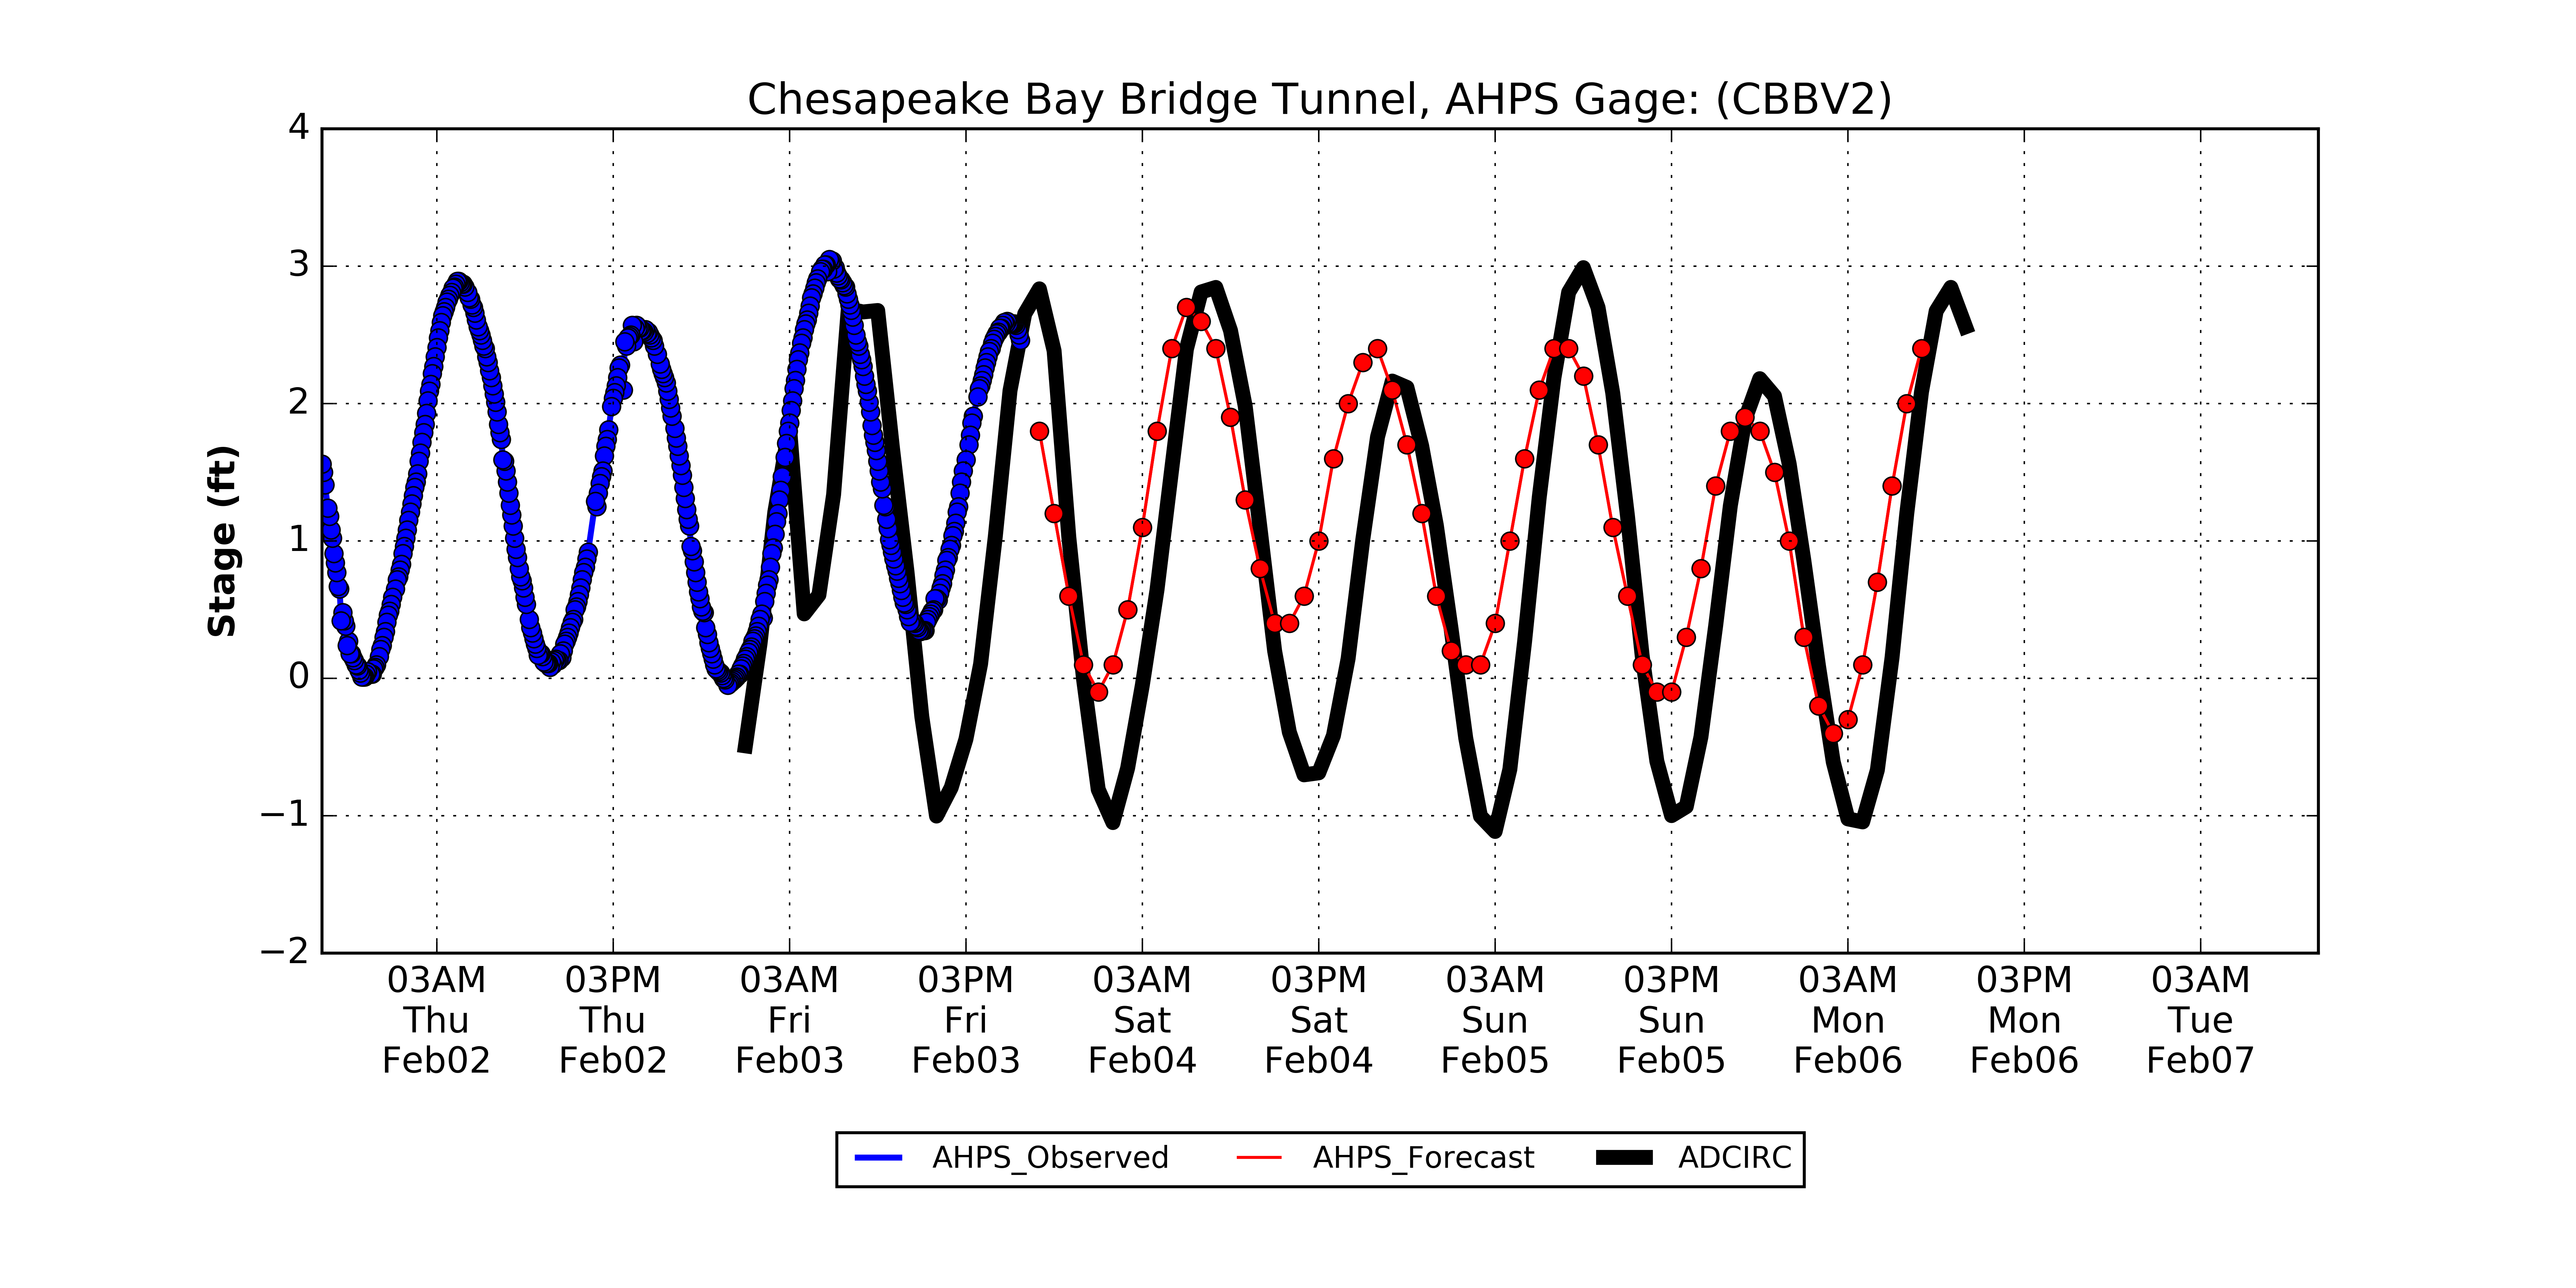 Chesapeake Bay Bridge Tunnel, AHPS Gage: (CBBV2)
4
3
2
1
0
−1
−2
Stage (ft)
03AM 03PM 03AM 03PM 03AM 03PM 03AM 03PM 03AM 03PM 03AM
Thu Thu Fri Fri Sat Sat Sun Sun Mon Mon Tue
Feb02 Feb02 Feb03 Feb03 Feb04 Feb04 Feb05 Feb05 Feb06 Feb06 Feb07
AHPS_Observed AHPS_Forecast ADCIRC